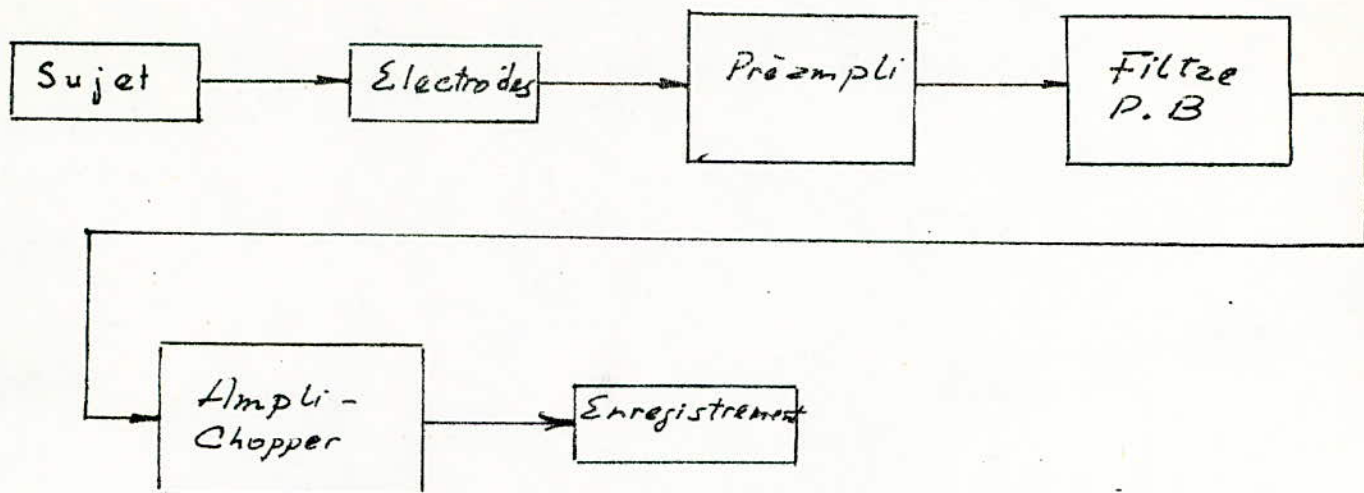 Sujet
Electrodes
Préampli
Filtre
P.B
Ampli-
Chopper
Enregistrement